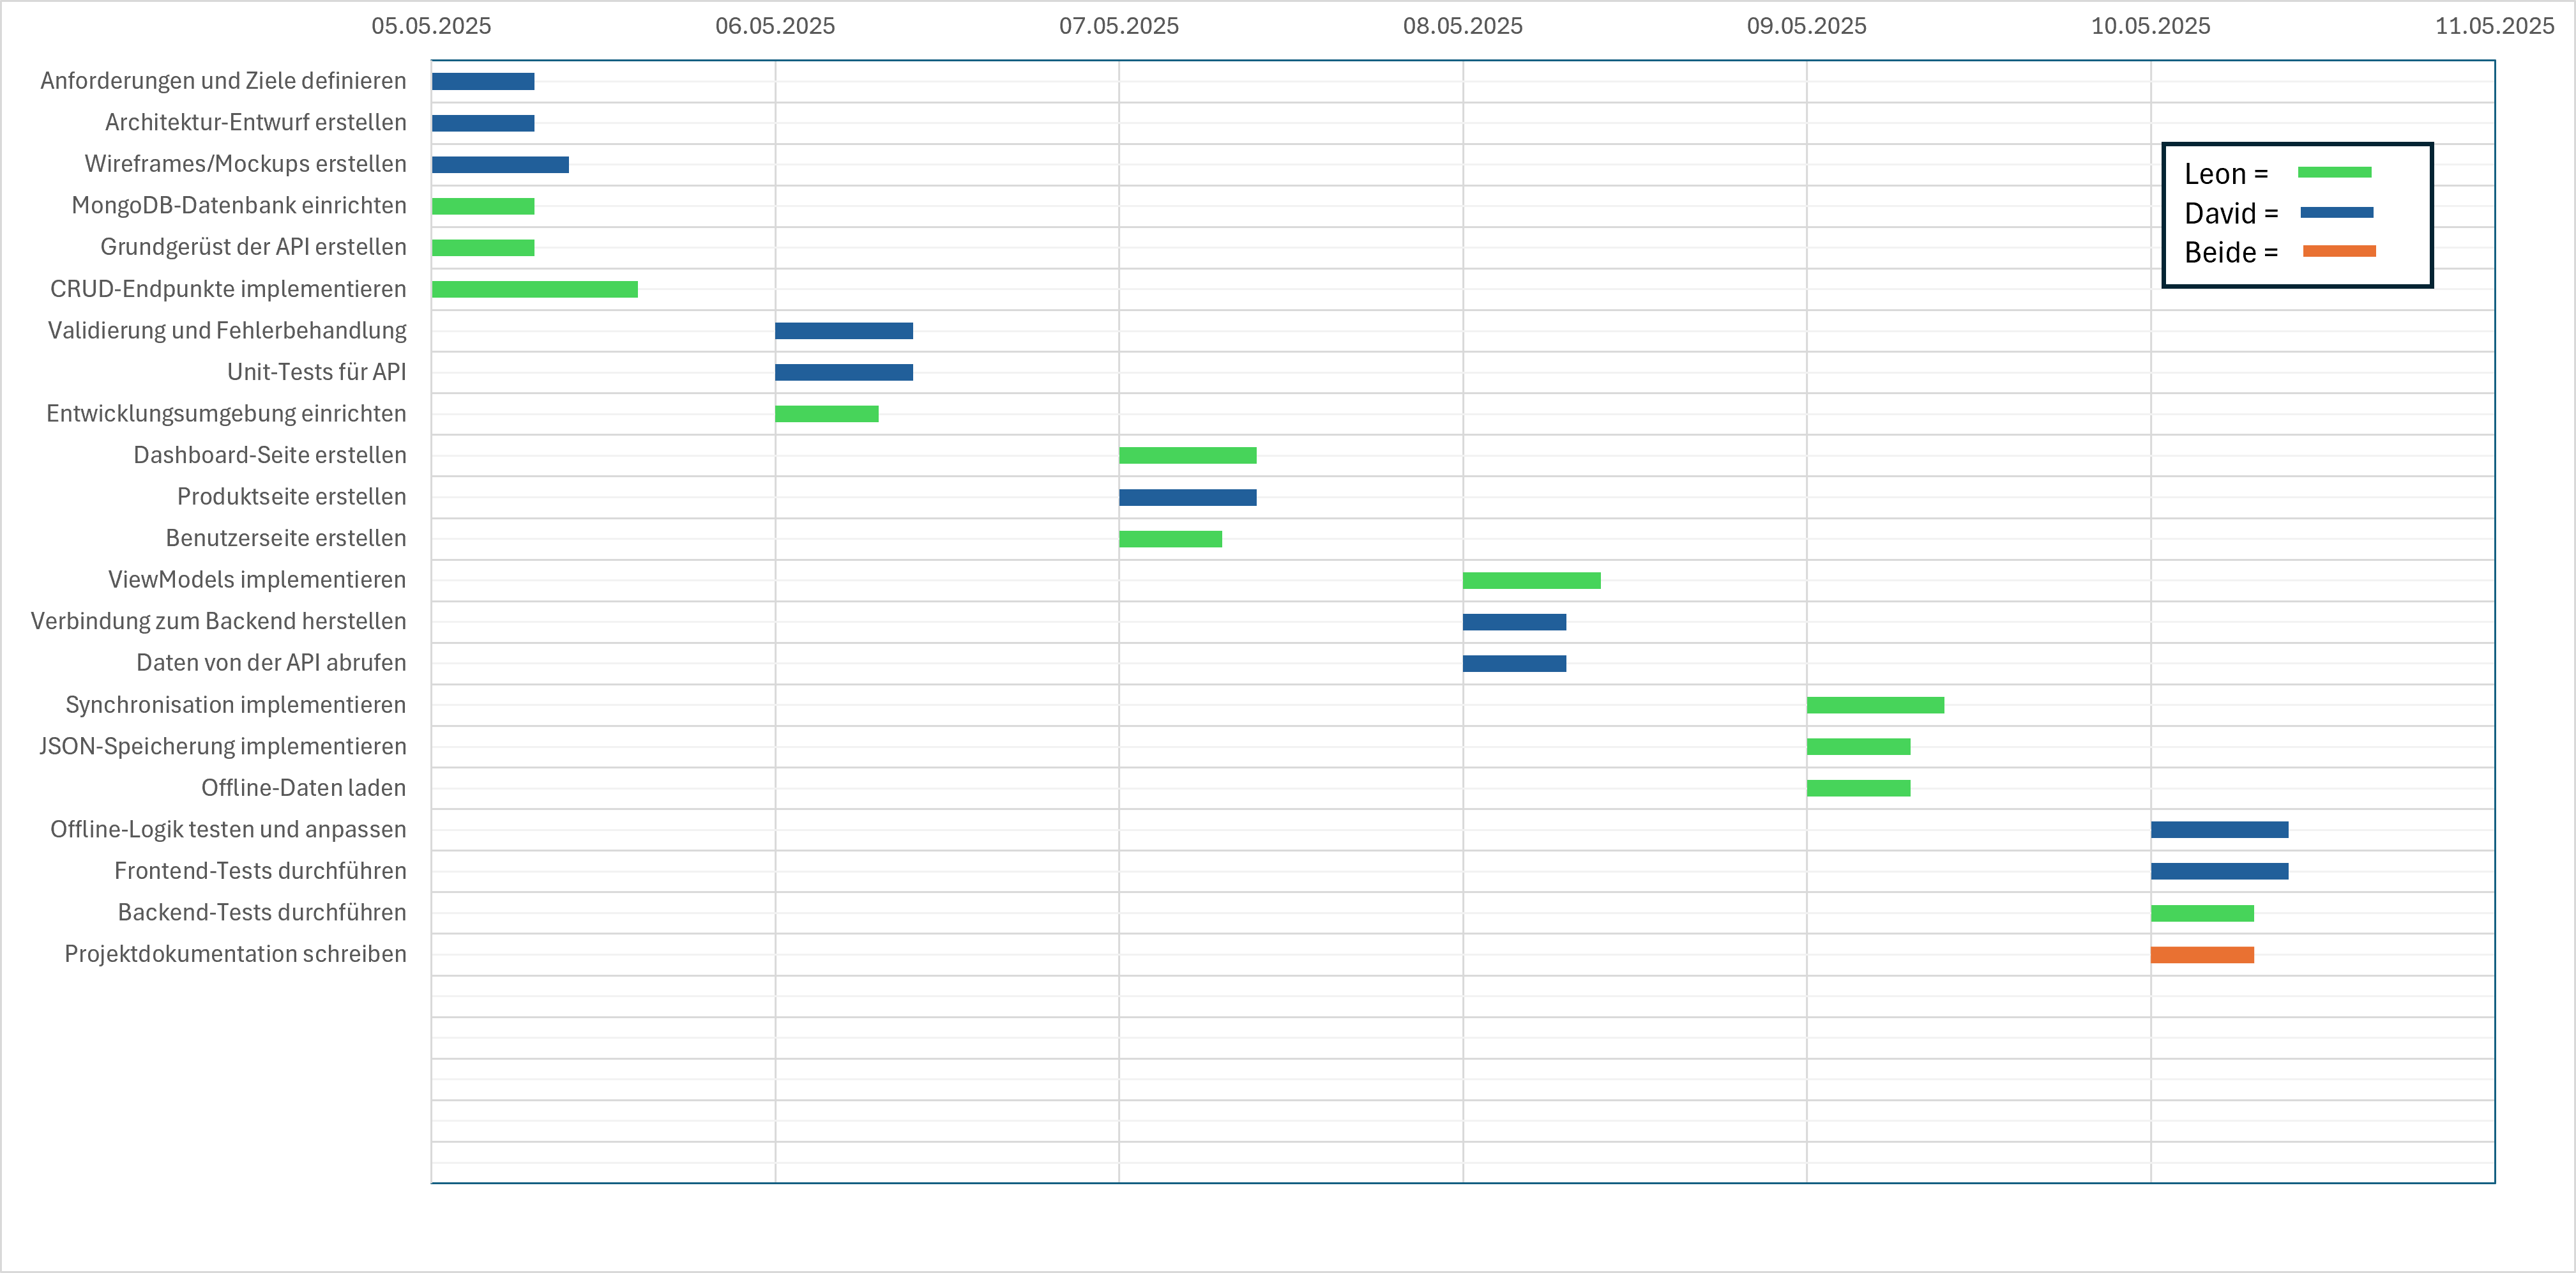 05.05.2025 06.05.2025 07.05.2025 08.05.2025 09.05.2025 10.05.2025 11.05.2025
Anforderungen und Ziele definieren
Architektur-Entwurf erstellen
Wireframes/Mockups erstellen
MongoDB-Datenbank einrichten
Grundgerüst der API erstellen
CRUD-Endpunkte implementieren
Validierung und Fehlerbehandlung
Unit-Tests für API
Entwicklungsumgebung einrichten
Dashboard-Seite erstellen
Produktseite erstellen
Benutzerseite erstellen
ViewModels implementieren
Verbindung zum Backend herstellen
Daten von der API abrufen
Synchronisation implementieren
JSON-Speicherung implementieren
Offline-Daten laden
Offline-Logik testen und anpassen
Frontend-Tests durchführen
Backend-Tests durchführen
Projektdokumentation schreiben
Leon =
David =
Beide =